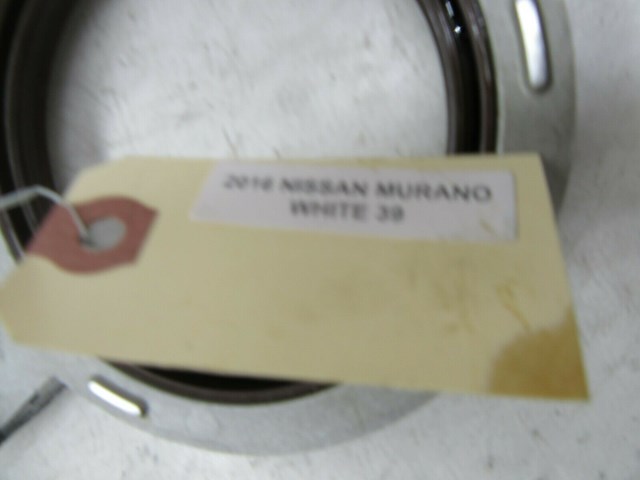 2016 NISSAN MURANO
WHITE 39